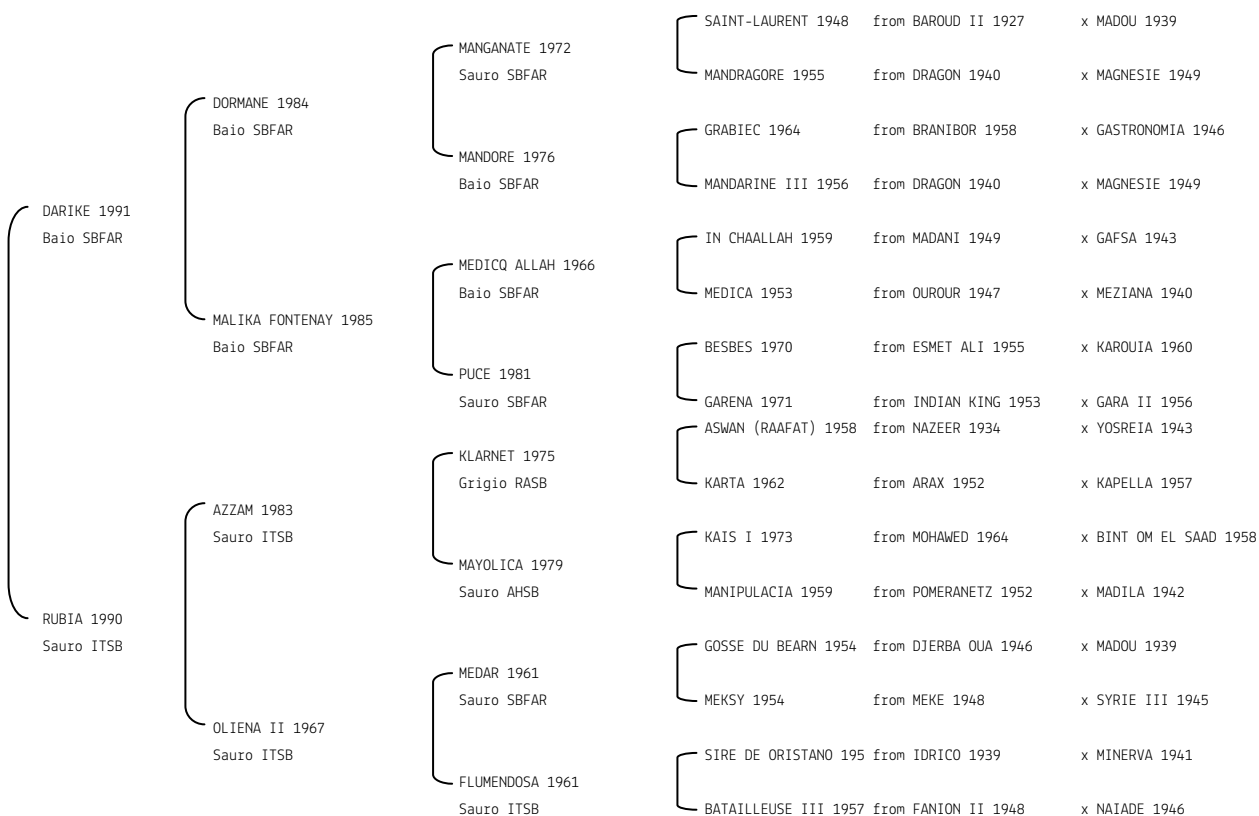 SAINT-LAURENT 1948 from BAROUD II 1927 x MADOU 1939
MANGANATE 1972
Sauro SBFAR MANDRAGORE 1955 from DRAGON 1940 x MAGNESIE 1949
DORMANE 1984
Baio SBFAR GRABIEC 1964 from BRANIBOR 1958 x GASTRONOMIA 1946
MANDORE 1976
Baio SBFAR MANDARINE III 1956 from DRAGON 1940 x MAGNESIE 1949
DARIKE 1991
Baio SBFAR IN CHAALLAH 1959 from MADANI 1949 x GAFSA 1943
MEDICQ ALLAH 1966
Baio SBFAR MEDICA 1953 from OUROUR 1947 x MEZIANA 1940
MALIKA FONTENAY 1985
Baio SBFAR BESBES 1970 from ESMET ALI 1955 x KAROUIA 1960
PUCE 1981
Sauro SBFAR GARENA 1971 from INDIAN KING 1953 x GARA II 1956
ASWAN (RAAFAT) 1958 from NAZEER 1934 x YOSREIA 1943
KLARNET 1975
Grigio RASB KARTA 1962 from ARAX 1952 x KAPELLA 1957
AZZAM 1983
Sauro ITSB KAIS I 1973 from MOHAWED 1964 x BINT OM EL SAAD 1958
MAYOLICA 1979
Sauro AHSB MANIPULACIA 1959 from POMERANETZ 1952 x MADILA 1942
RUBIA 1990
Sauro ITSB GOSSE DU BEARN 1954 from DJERBA OUA 1946 x MADOU 1939
MEDAR 1961
Sauro SBFAR MEKSY 1954 from MEKE 1948 x SYRIE III 1945
OLIENA II 1967
Sauro ITSB SIRE DE ORISTANO 195 from IDRICO 1939 x MINERVA 1941
FLUMENDOSA 1961
Sauro ITSB BATAILLEUSE III 1957 from FANION II 1948 x NAIADE 1946